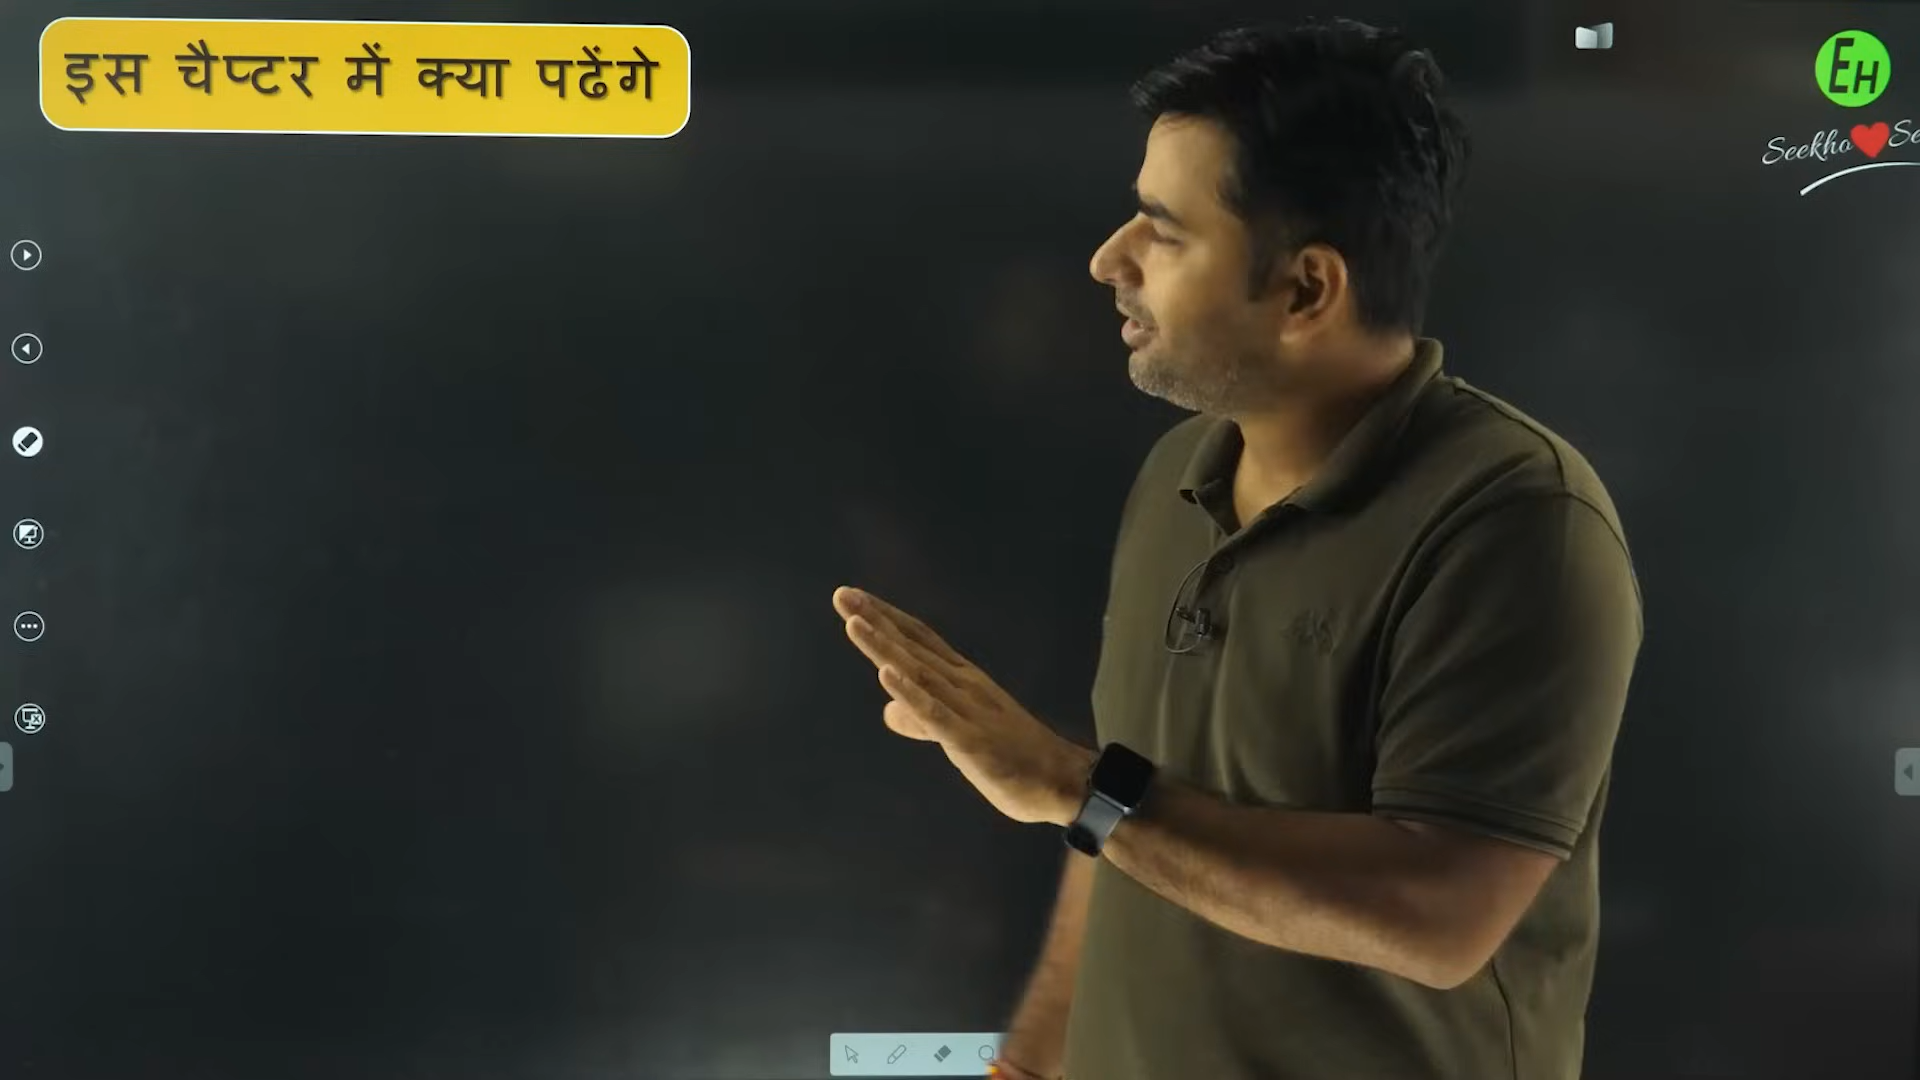 इस चैप्टर में क्या पढेंगे
EH
Seekho